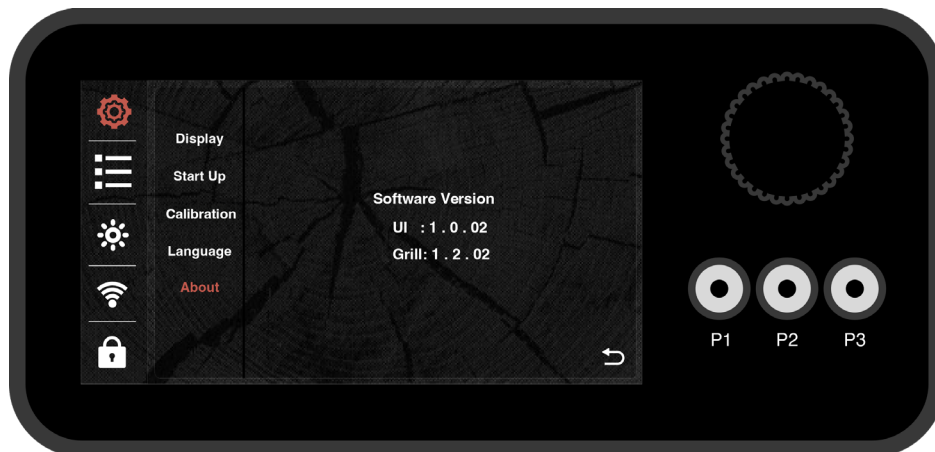 Display
Start Up
Calibration
Language
About
Software Version
UI : 1 . 0 . 02
Grill: 1 . 2 . 02
P1 P2 P3